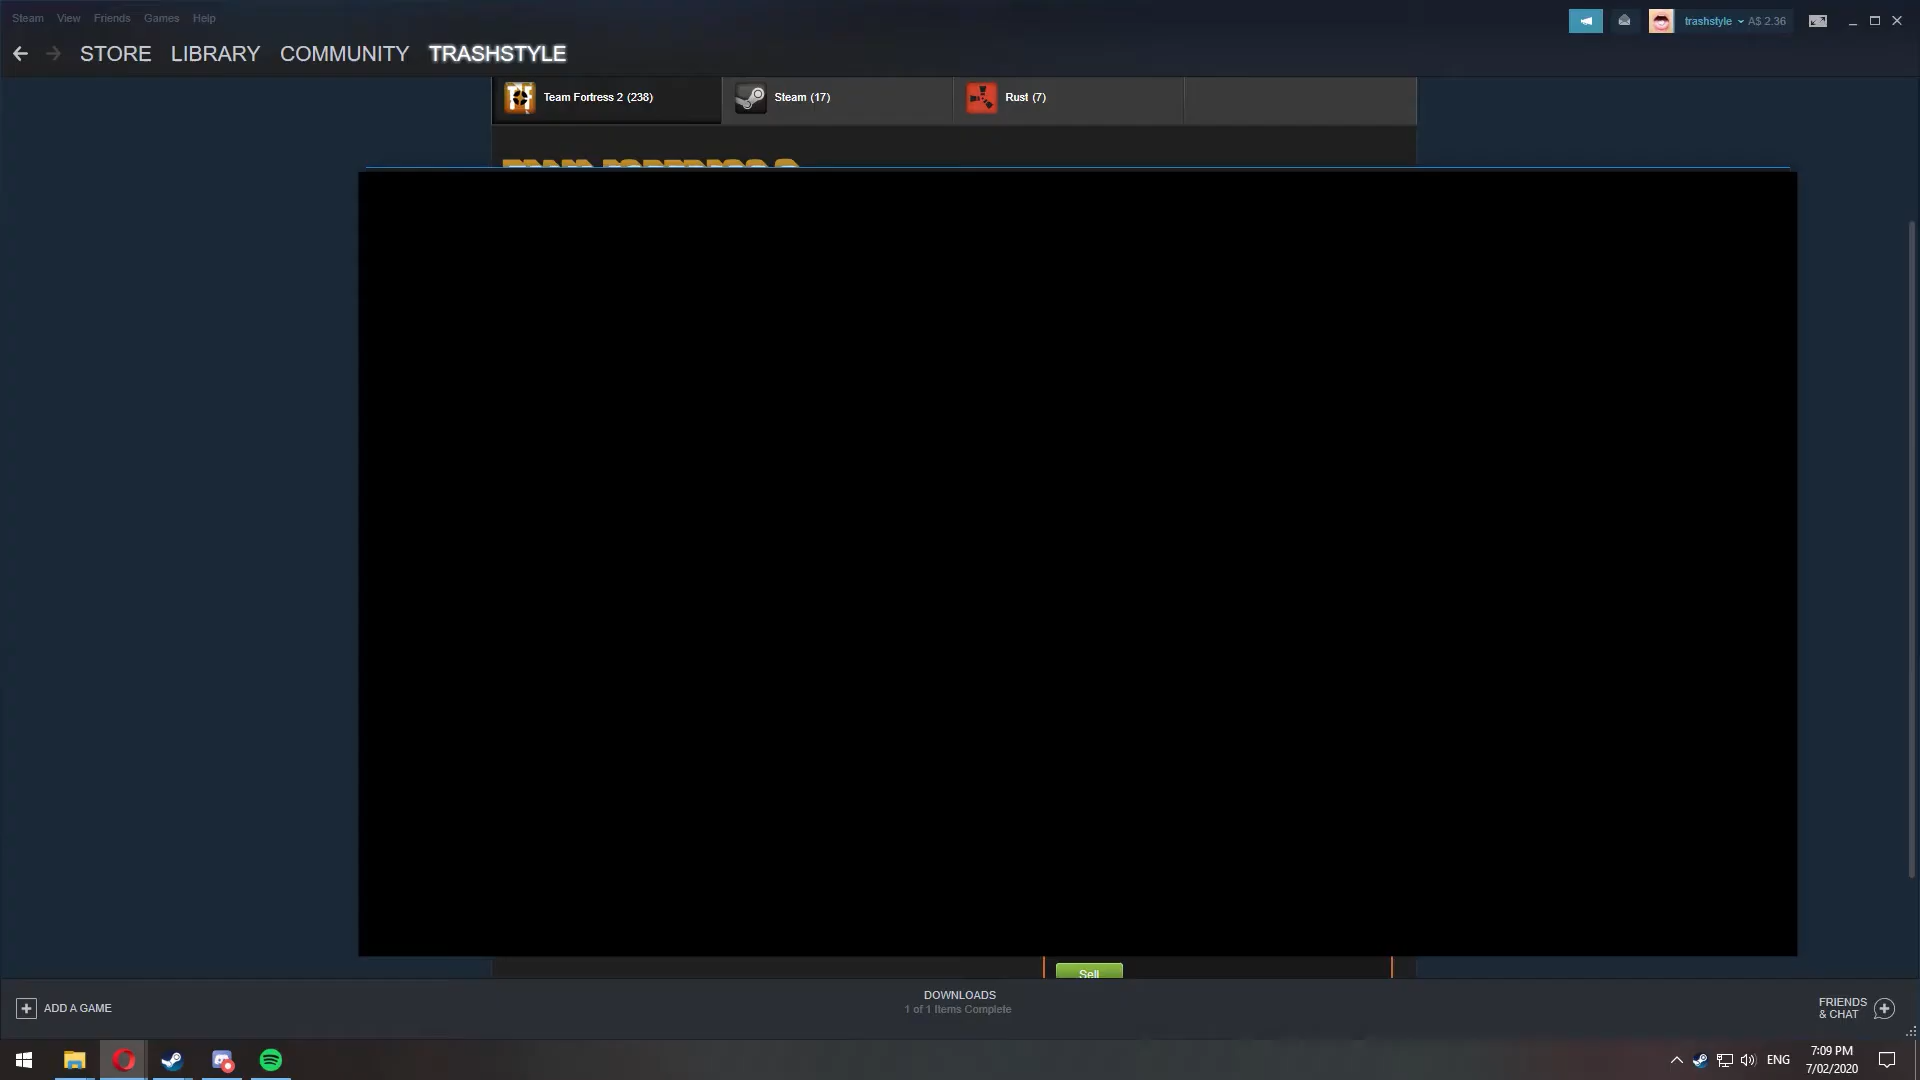 Steam View Friends Games Help
trashstyle A$ 2.36
STORE LIBRARY COMMUNITY TRASHSTYLE
Team Fortress 2 (238) Steam (17) Rust (7)
Sell
DOWNLOADS
1 of 1 Items Complete
ADD A GAME
FRIENDS
& CHAT
ENG
7:09 PM
7/02/2020